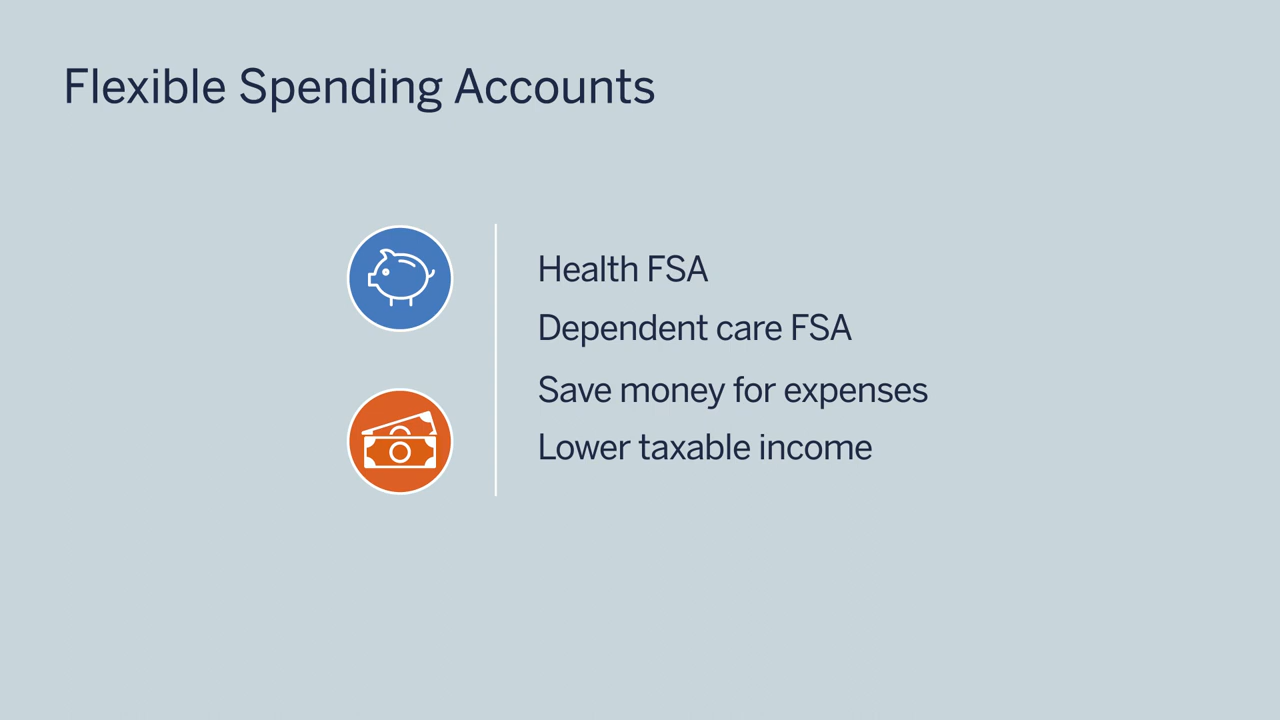 Flexible Spending Accounts
Health FSA
Dependent care FSA
Save money for expenses
Lower taxable income